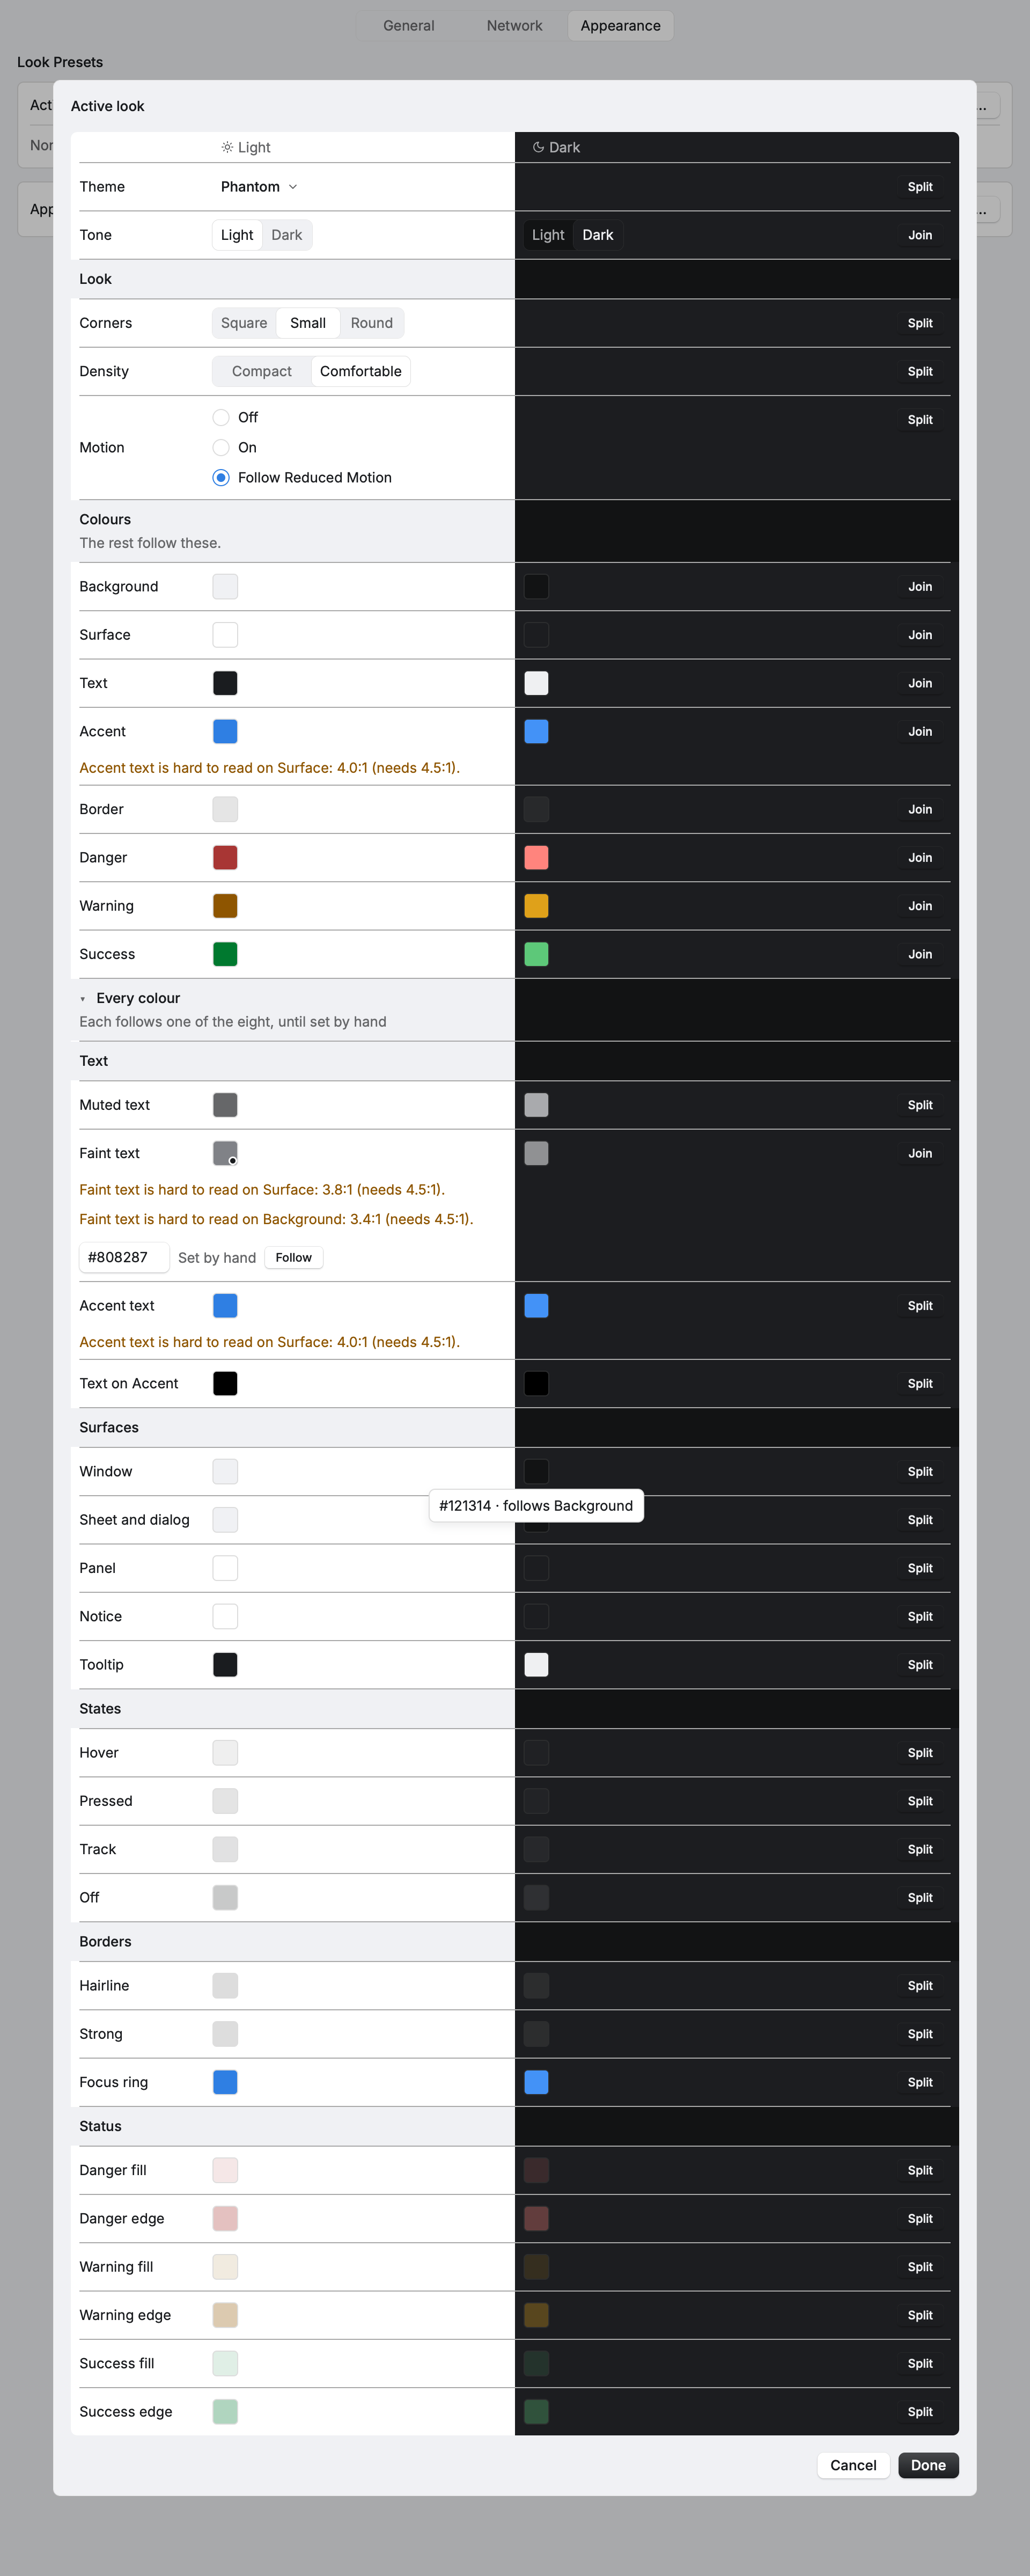 General Network Appearance
Look Presets
Active look
Act
...
Nor
App
...
Light Dark
Theme Phantom Split
Tone Light Dark Light Dark Join
Look
Corners Square Small Round Split
Density Compact Comfortable Split
Off Split
Motion On
Follow Reduced Motion
Colours
The rest follow these.
Background Join
Surface Join
Text Join
Accent Join
Accent text is hard to read on Surface: 4.0:1 (needs 4.5:1).
Border Join
Danger Join
Warning Join
Success Join
Every colour
Each follows one of the eight, until set by hand
Text
Muted text Split
Faint text Join
Faint text is hard to read on Surface: 3.8:1 (needs 4.5:1).
Faint text is hard to read on Background: 3.4:1 (needs 4.5:1).
#808287 Set by hand Follow
Accent text Split
Accent text is hard to read on Surface: 4.0:1 (needs 4.5:1).
Text on Accent Split
Surfaces
Window Split
#121314 · follows Background
Sheet and dialog Split
Panel Split
Notice Split
Tooltip Split
States
Hover Split
Pressed Split
Track Split
Off Split
Borders
Hairline Split
Strong Split
Focus ring Split
Status
Danger fill Split
Danger edge Split
Warning fill Split
Warning edge Split
Success fill Split
Success edge Split
Cancel Done